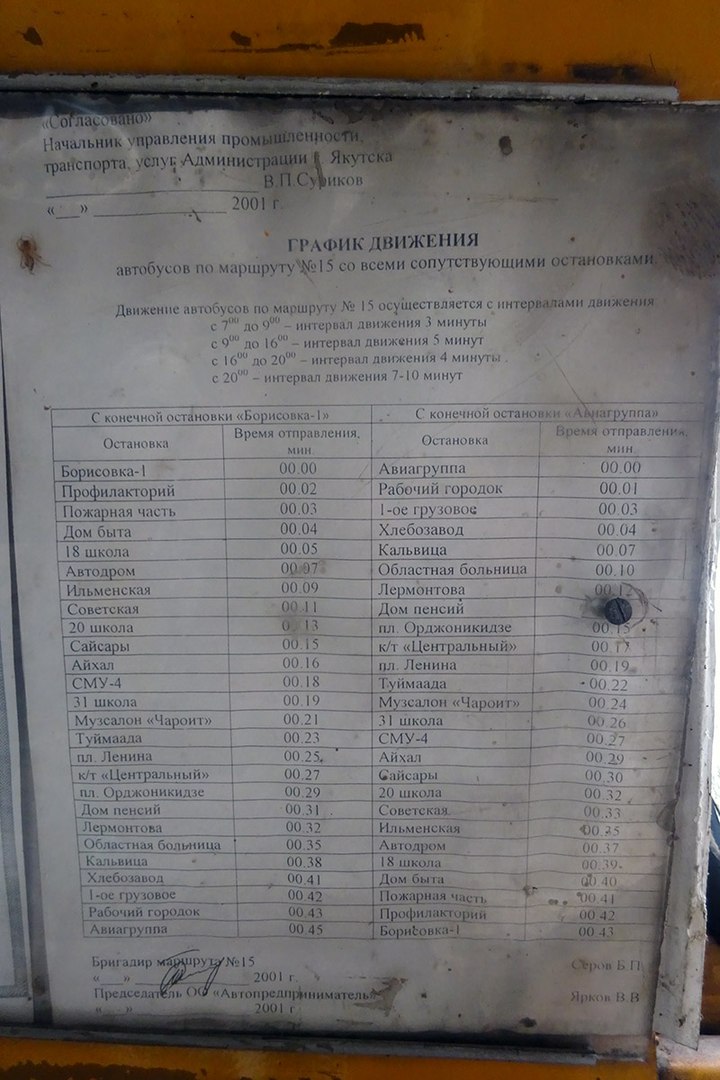 «Согласовано»
Начальник управления промышленности,
транспорта, услуг Администрации г. Якутска
В.П.Суриков
«___» ______________ 2001 г.
ГРАФИК ДВИЖЕНИЯ
автобусов по маршруту №15 со всеми сопутствующими остановками.
Движение автобусов по маршруту № 15 осуществляется с интервалами движения
с 7⁰⁰ до 9⁰⁰ – интервал движения 3 минуты
с 9⁰⁰ до 16⁰⁰ – интервал движения 5 минут
с 16⁰⁰ до 20⁰⁰ – интервал движения 4 минуты
с 20⁰⁰ – интервал движения 7-10 минут
С конечной остановки «Борисовка-1» С конечной остановки «Авиагруппа»
Остановка Время отправления, мин. Остановка Время отправления, мин.
Борисовка-1 00.00 Авиагруппа 00.00
Профилакторий 00.02 Рабочий городок 00.01
Пожарная часть 00.03 1-ое грузовое 00.03
Дом быта 00.04 Хлебозавод 00.04
18 школа 00.05 Кальвица 00.07
Автодром 00.07 Областная больница 00.10
Ильменская 00.09 Лермонтова 00.12
Советская 00.11 Дом пенсий
20 школа 00.13 пл. Орджоникидзе 00.15
Сайсары 00.15 к/т «Центральный» 00.17
Айхал 00.16 пл. Ленина 00.19
СМУ-4 00.18 Туймаада 00.22
31 школа 00.19 Музсалон «Чароит» 00.24
Музсалон «Чароит» 00.21 31 школа 00.26
Туймаада 00.23 СМУ-4 00.27
пл. Ленина 00.25 Айхал 00.29
к/т «Центральный» 00.27 Сайсары 00.30
пл. Орджоникидзе 00.29 20 школа 00.32
Дом пенсий 00.31 Советская 00.33
Лермонтова 00.32 Ильменская 00.35
Областная больница 00.35 Автодром 00.37
Кальвица 00.38 18 школа 00.39
Хлебозавод 00.41 Дом быта 00.40
1-ое грузовое 00.42 Пожарная часть 00.41
Рабочий городок 00.43 Профилакторий 00.42
Авиагруппа 00.45 Борисовка-1 00.43
Бригадир маршрута №15 Серов Б.П.
«___» ______________ 2001 г.
Председатель ОО «Автопредприниматель» Ярков В.В
«___» ______________ 2001 г.